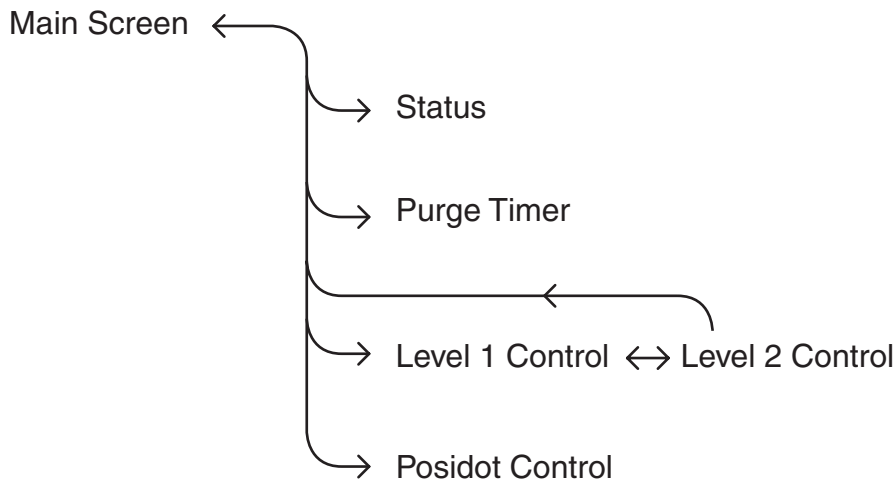 Main Screen
Status
Purge Timer
Level 1 Control
Level 2 Control
Posidot Control